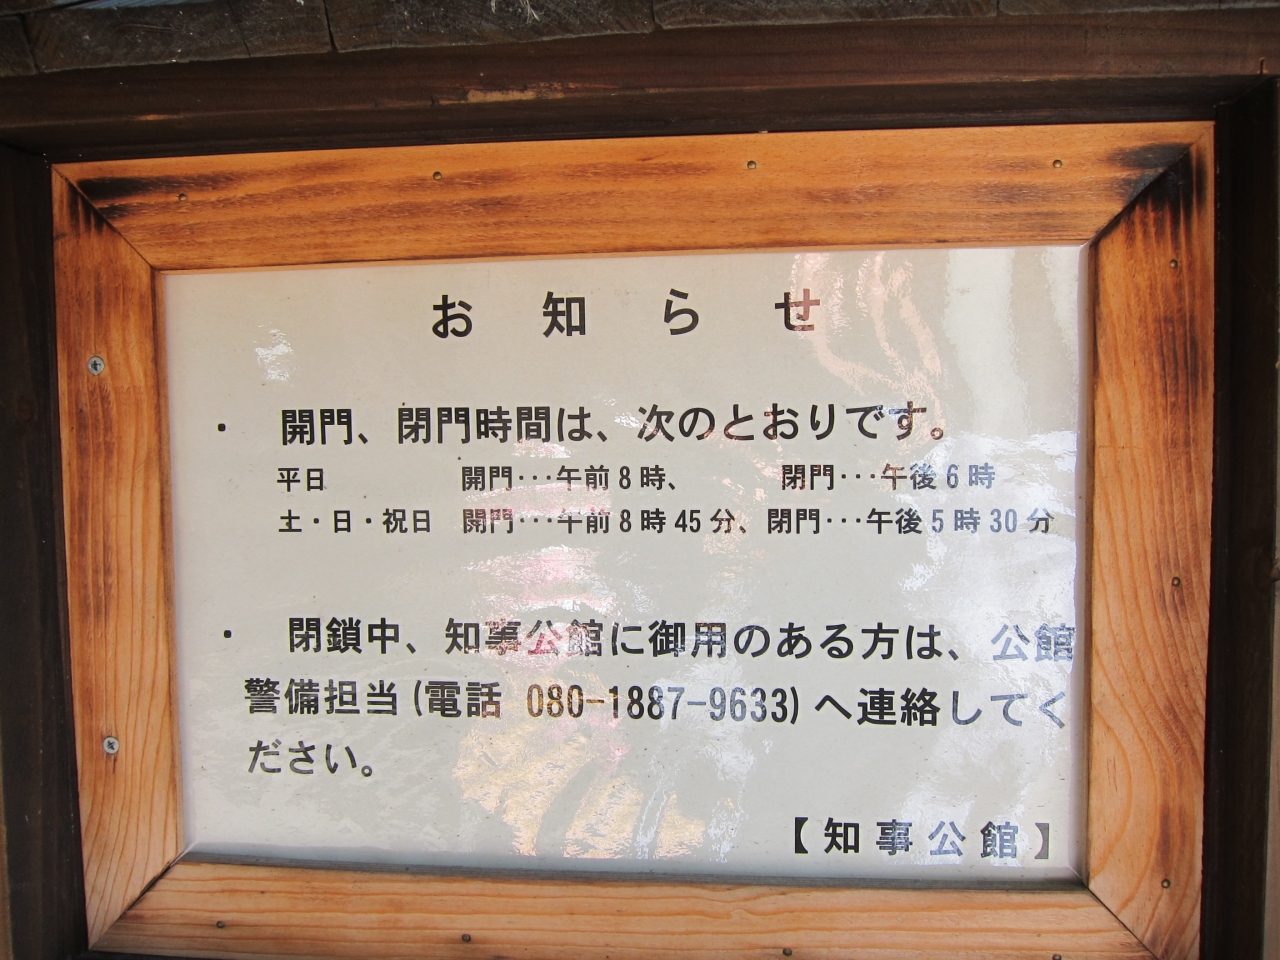 お知らせ
・ 開門、閉門時間は、次のとおりです。
平日 開門･･･午前8時、 閉門･･･午後6時
土・日・祝日 開門･･･午前8時45分、閉門･･･午後5時30分
・ 閉鎖中、知事公館に御用のある方は、公館
警備担当(電話 080-1887-9633)へ連絡してく
ださい。
【知事公館】